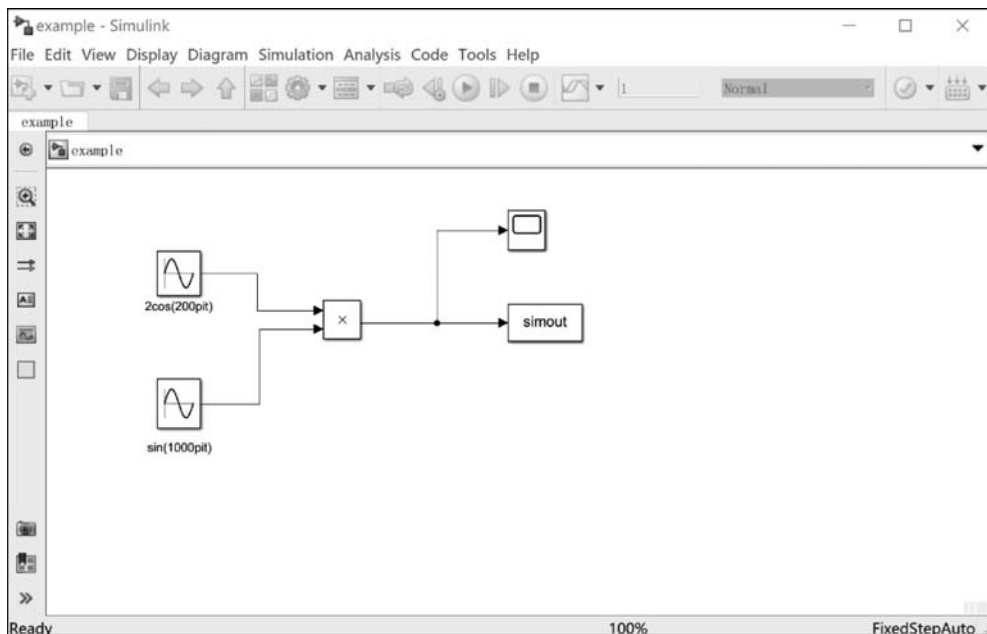 example - Simulink
File Edit View Display Diagram Simulation Analysis Code Tools Help
1 Normal
example
example
2cos(200pit)
×
simout
sin(1000pit)
Ready 100% FixedStepAuto